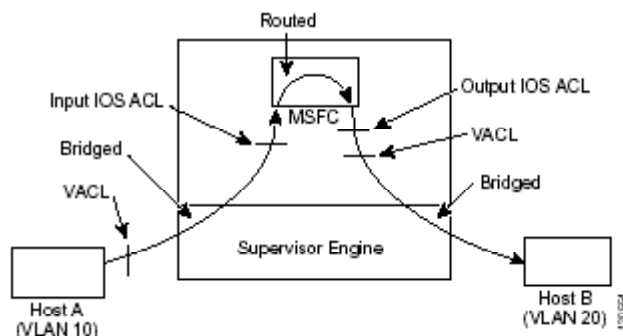 Routed
Input IOS ACL
MSFC
Output IOS ACL
VACL
Bridged
Bridged
VACL
Supervisor Engine
Host A
(VLAN 10)
Host B
(VLAN 20)